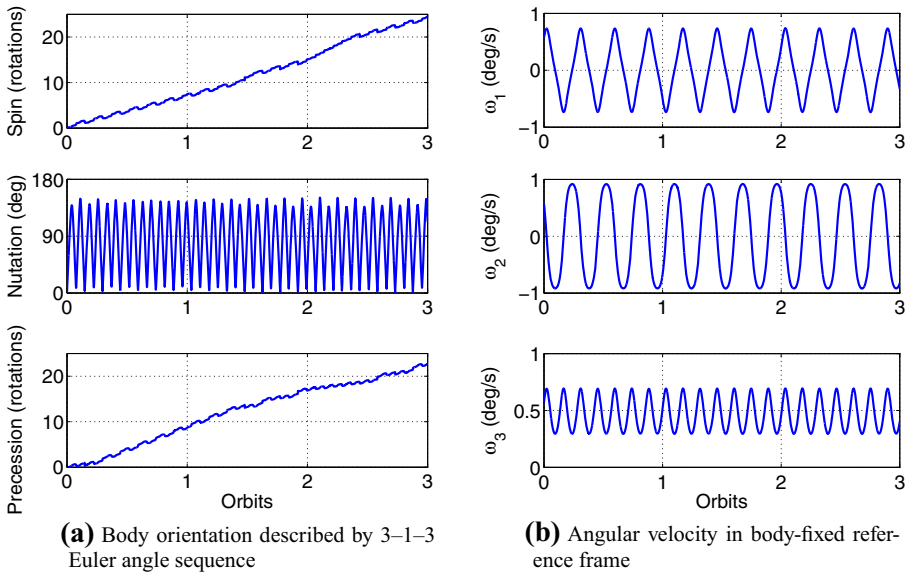 Spin (rotations)
20
10
0
0 1 2 3
Nutation (deg)
180
90
0
0 1 2 3
Precession (rotations)
20
10
0
0 1 2 3
Orbits
(a) Body orientation described by 3–1–3
Euler angle sequence
ω1 (deg/s)
1
0
−1
0 1 2 3
ω2 (deg/s)
1
0
−1
0 1 2 3
ω3 (deg/s)
1
0.5
0
0 1 2 3
Orbits
(b) Angular velocity in body-fixed refer-
ence frame